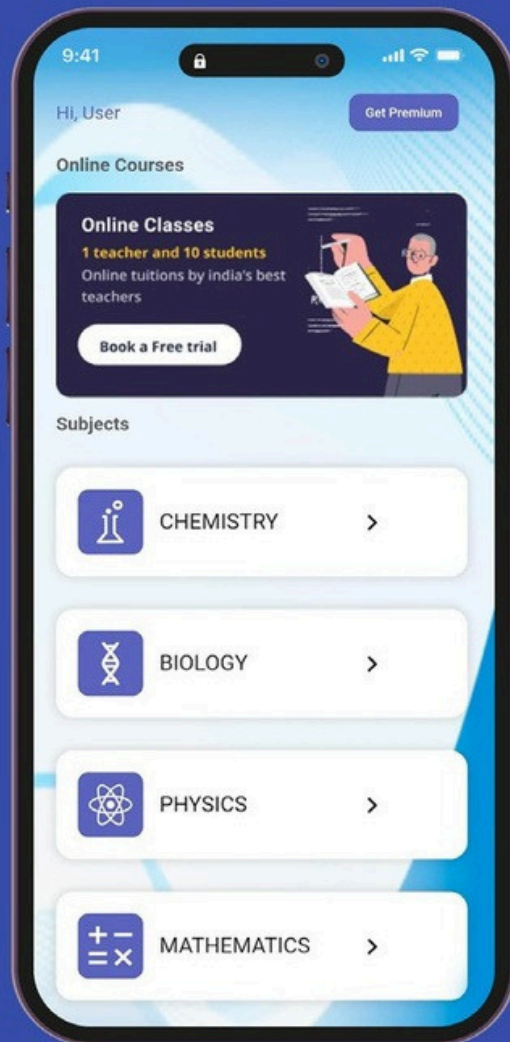 9:41
Hi, User
Get Premium
Online Courses
Online Classes
1 teacher and 10 students
Online tuitions by india's best
teachers
Book a Free trial
Subjects
CHEMISTRY
BIOLOGY
PHYSICS
MATHEMATICS